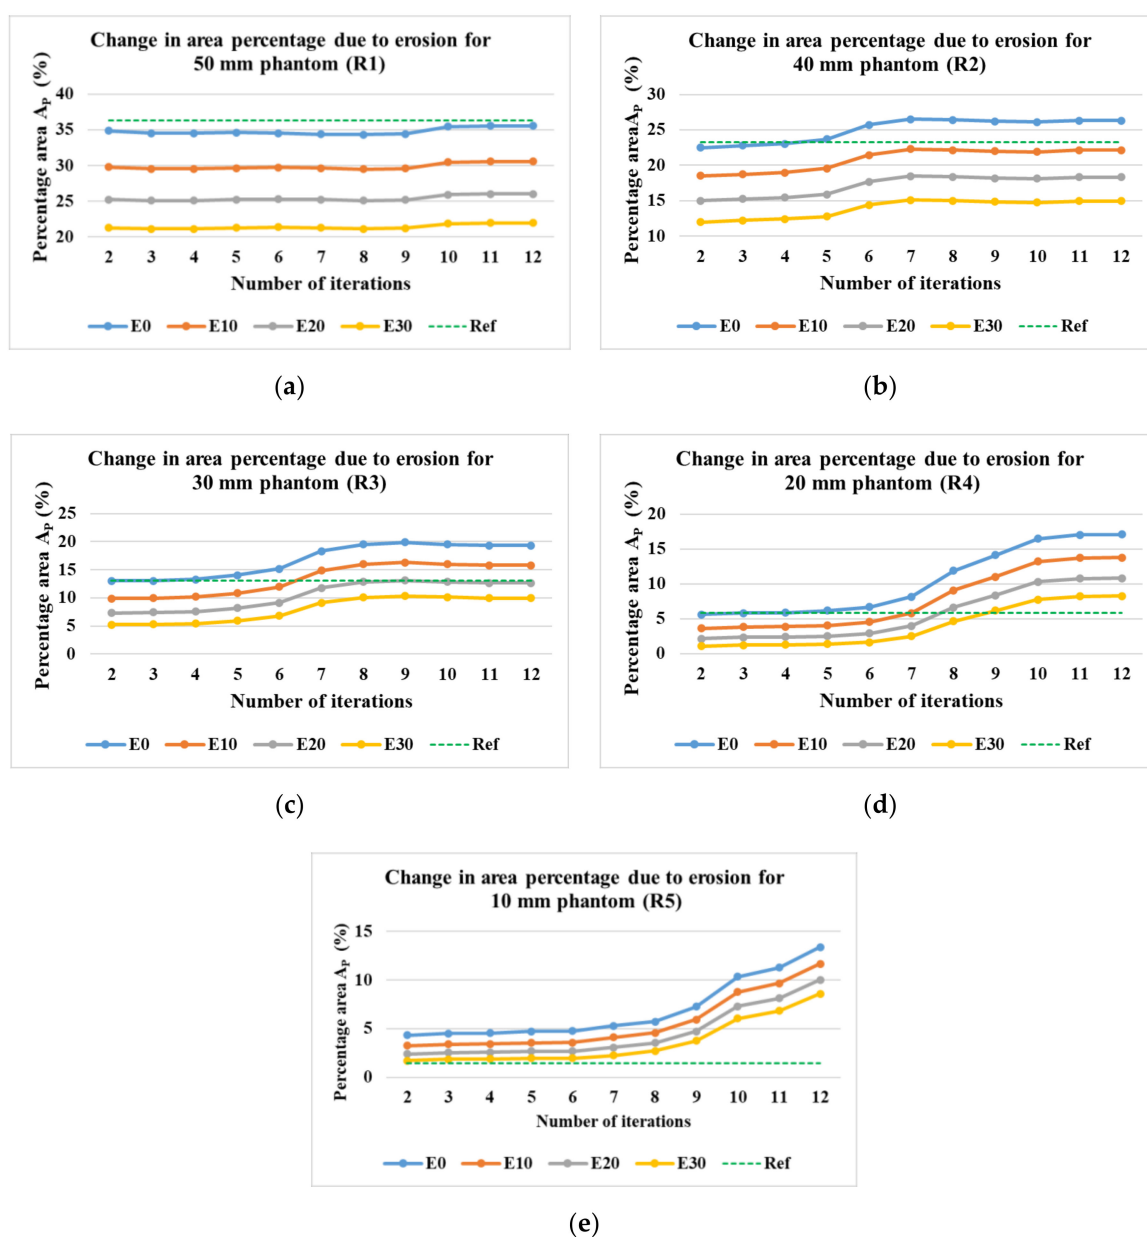 Change in area percentage due to erosion for
50 mm phantom (R1)
Percentage area AP (%)
40
35
30
25
20
2 3 4 5 6 7 8 9 10 11 12
Number of iterations
E0 E10 E20 E30 Ref
(a)
Change in area percentage due to erosion for
40 mm phantom (R2)
Percentage areaAP (%)
30
25
20
15
10
2 3 4 5 6 7 8 9 10 11 12
Number of iterations
E0 E10 E20 E30 Ref
(b)
Change in area percentage due to erosion for
30 mm phantom (R3)
Percentage area AP (%)
25
20
15
10
5
0
2 3 4 5 6 7 8 9 10 11 12
Number of iterations
E0 E10 E20 E30 Ref
(c)
Change in area percentage due to erosion for
20 mm phantom (R4)
Percentage area AP (%)
20
15
10
5
0
2 3 4 5 6 7 8 9 10 11 12
Number of iterations
E0 E10 E20 E30 Ref
(d)
Change in area percentage due to erosion for
10 mm phantom (R5)
Percentage area AP (%)
15
10
5
0
2 3 4 5 6 7 8 9 10 11 12
Number of iterations
E0 E10 E20 E30 Ref
(e)